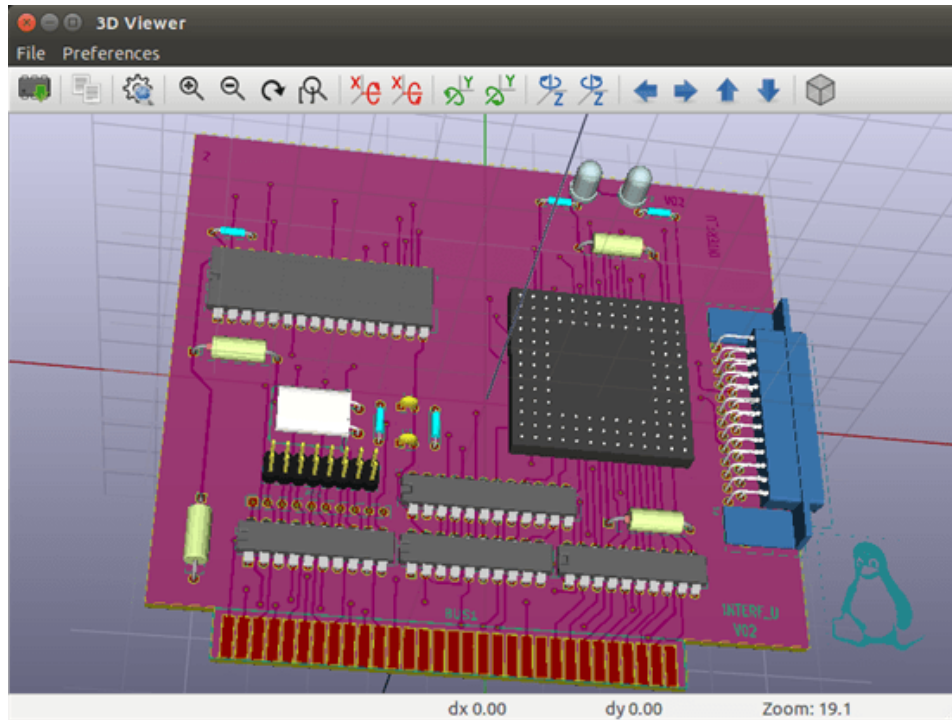 3D Viewer
File Preferences
X X Y Y Z Z
Z
V02
INTERF_U
BUS1
INTERF_U
V02
dx 0.00 dy 0.00 Zoom: 19.1